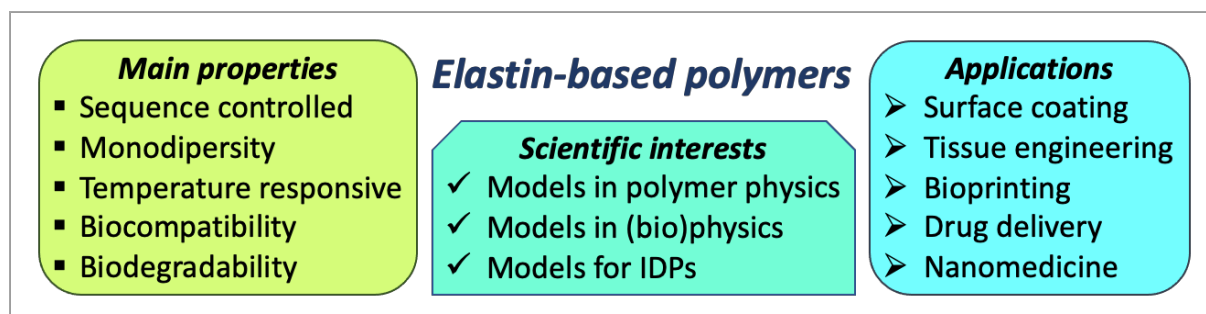 Main properties
▪ Sequence controlled
▪ Monodipersity
▪ Temperature responsive
▪ Biocompatibility
▪ Biodegradability
Elastin-based polymers
Scientific interests
✓ Models in polymer physics
✓ Models in (bio)physics
✓ Models for IDPs
Applications
➢ Surface coating
➢ Tissue engineering
➢ Bioprinting
➢ Drug delivery
➢ Nanomedicine